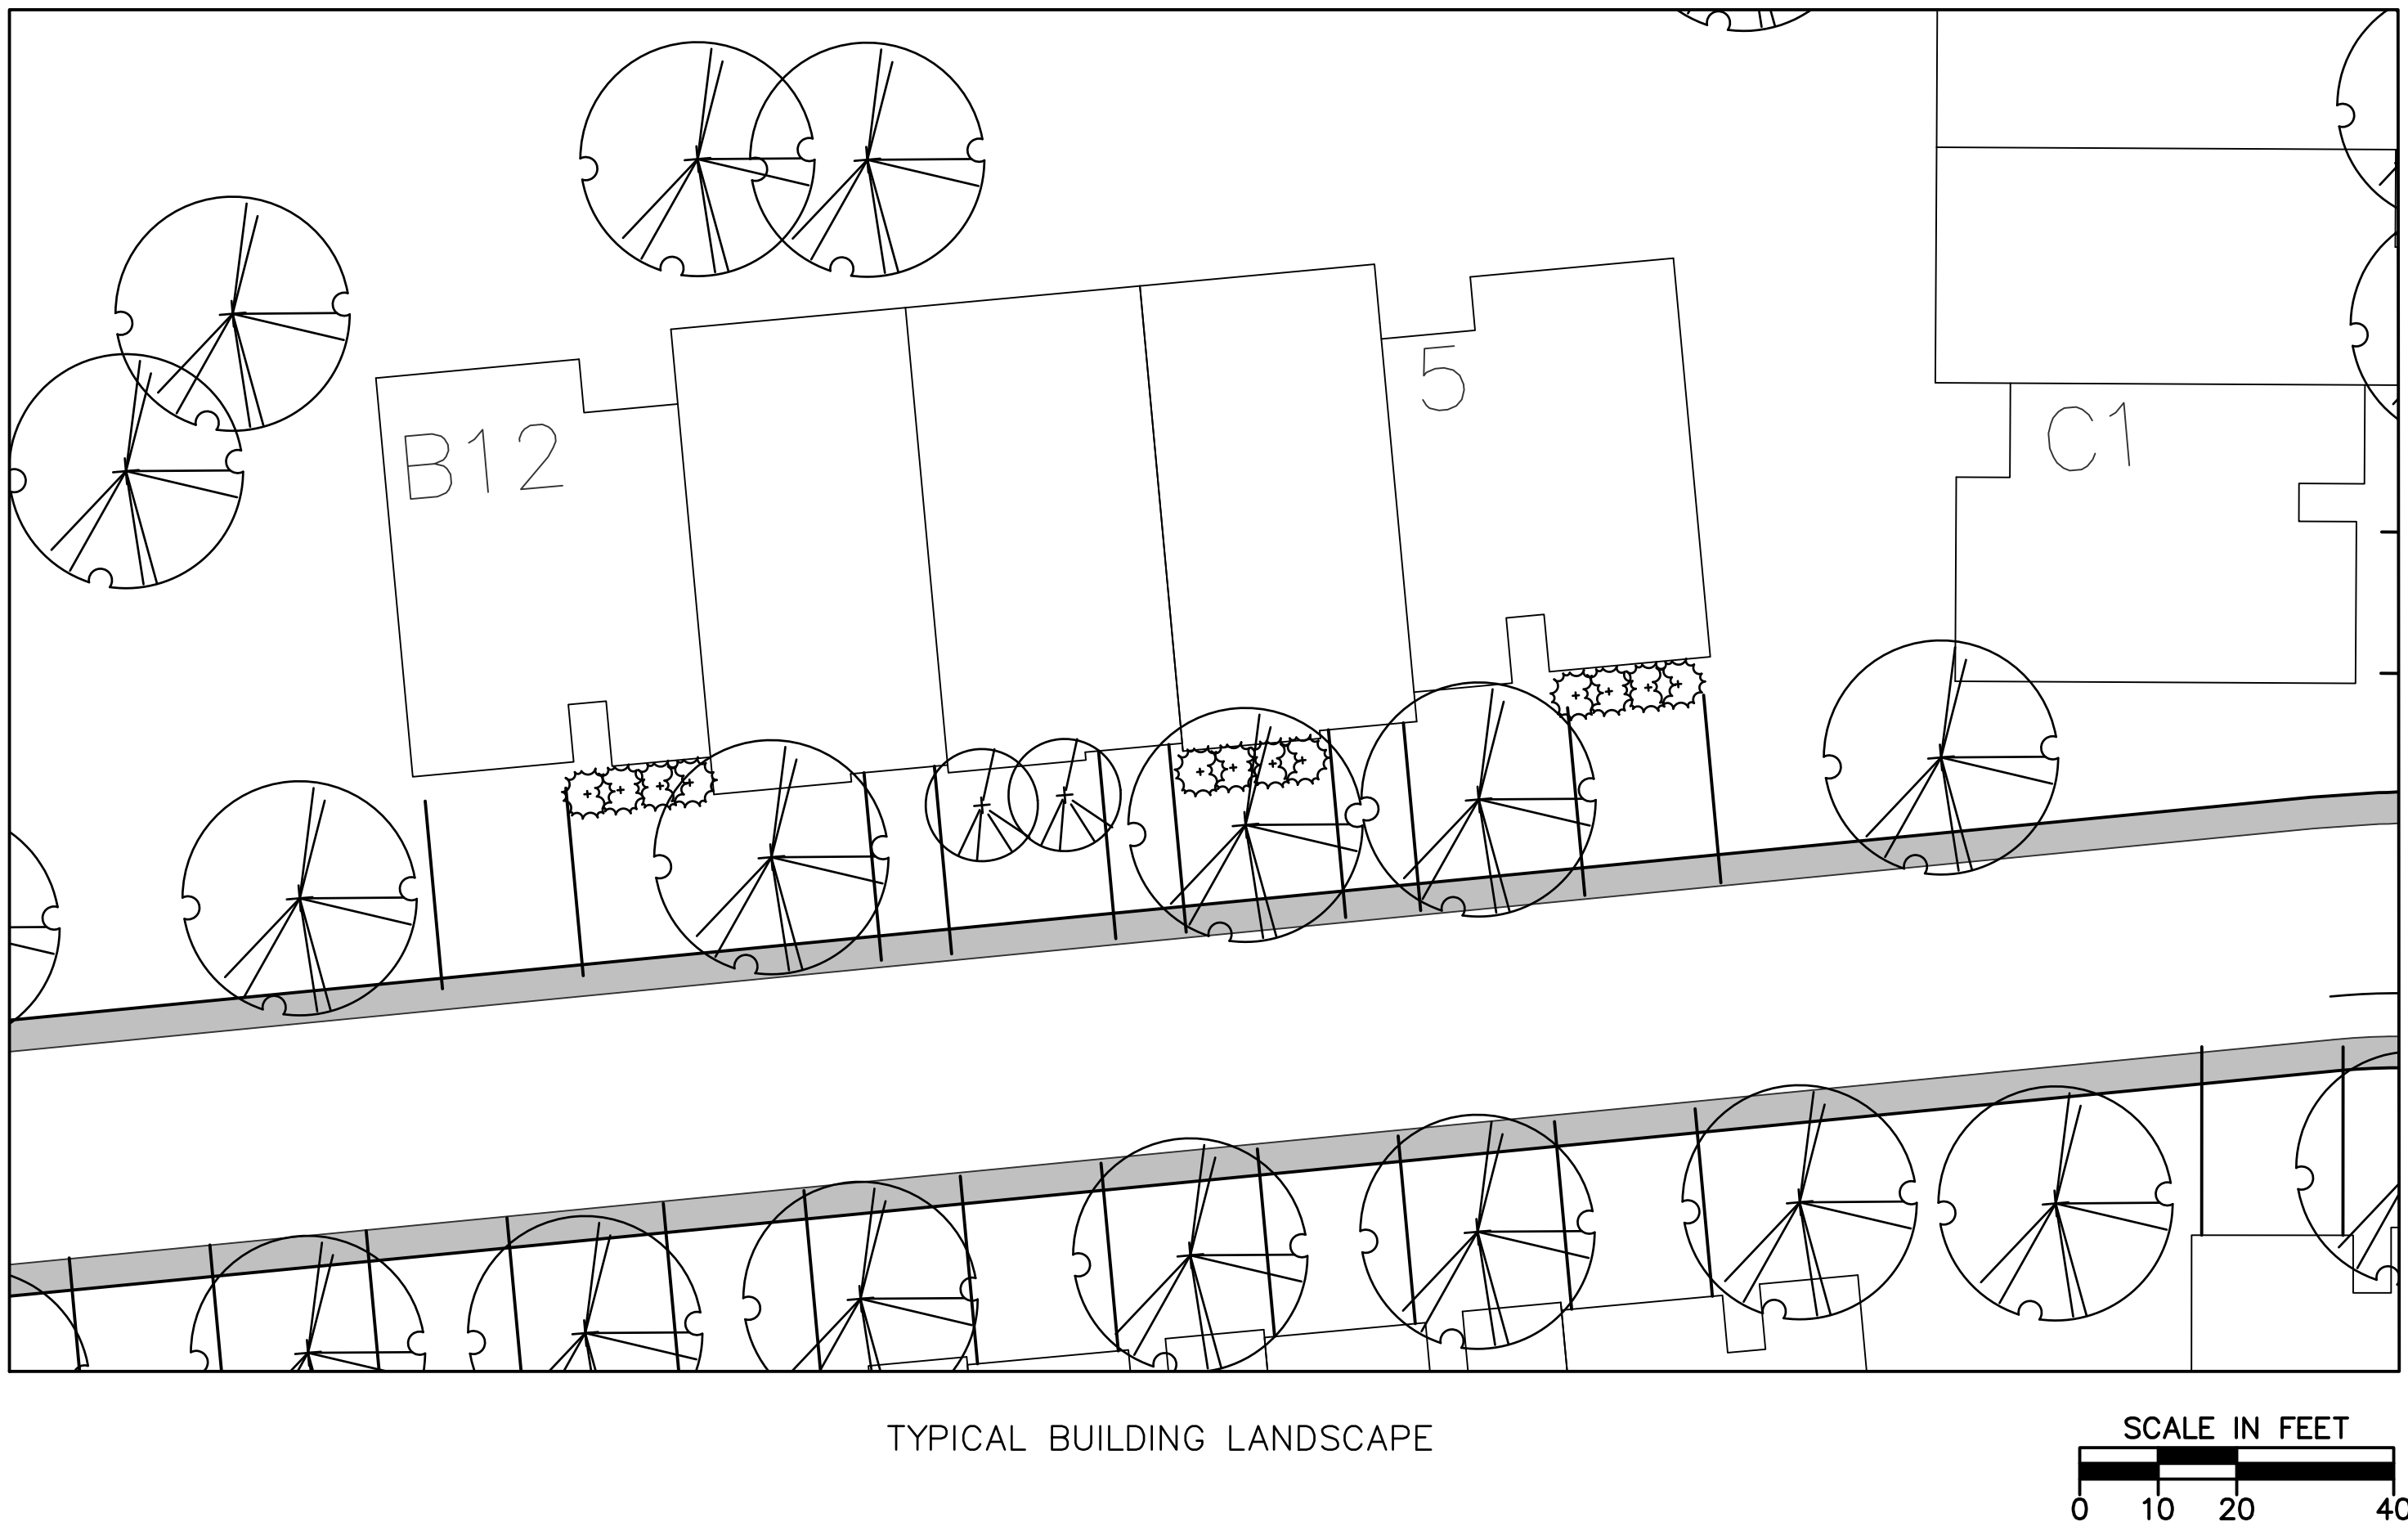 5
B12
C1
TYPICAL BUILDING LANDSCAPE
SCALE IN FEET
0 10 20 40